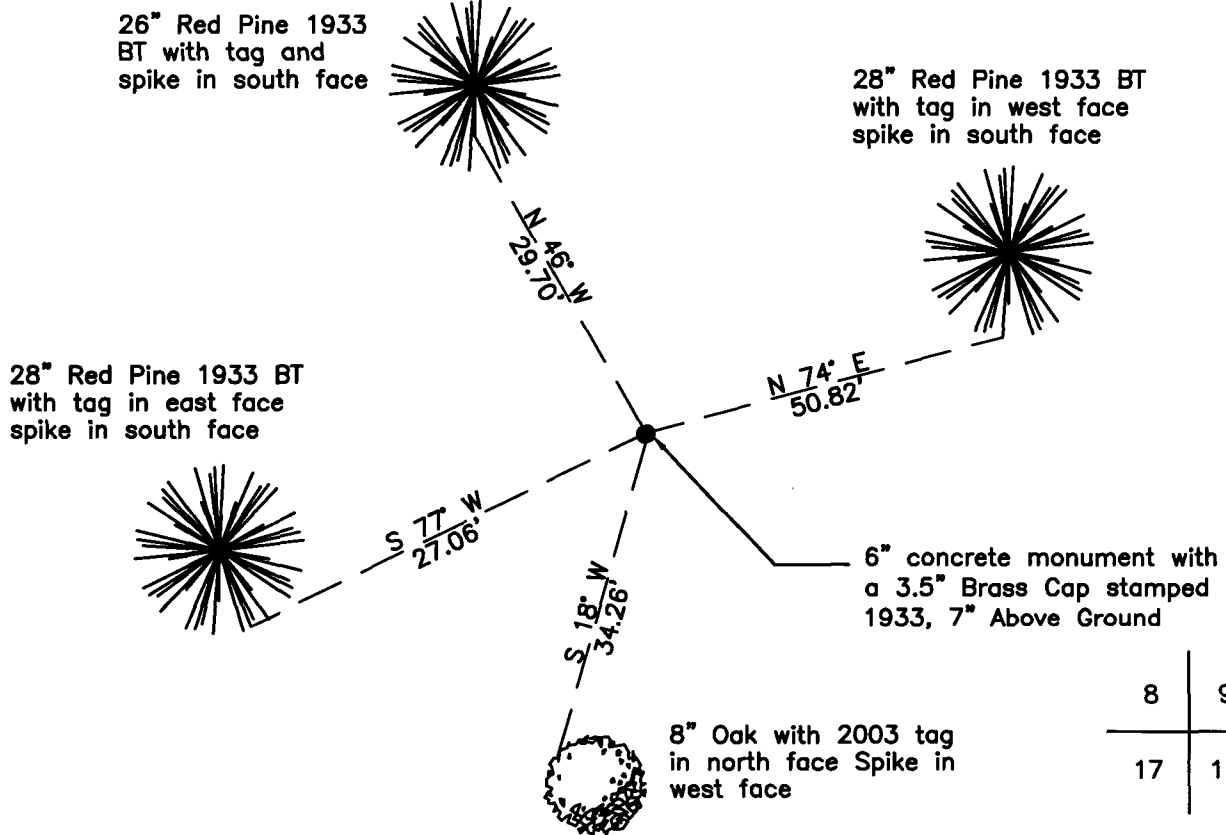 26" Red Pine 1933
BT with tag and
spike in south face
28" Red Pine 1933 BT
with tag in west face
spike in south face
N 46° W
29.70'
N 74° E
50.82'
28" Red Pine 1933 BT
with tag in east face
spike in south face
S 77° W
27.06'
S 18° W
34.26'
6" concrete monument with
a 3.5" Brass Cap stamped
1933, 7" Above Ground
8" Oak with 2003 tag
in north face Spike in
west face
8
17